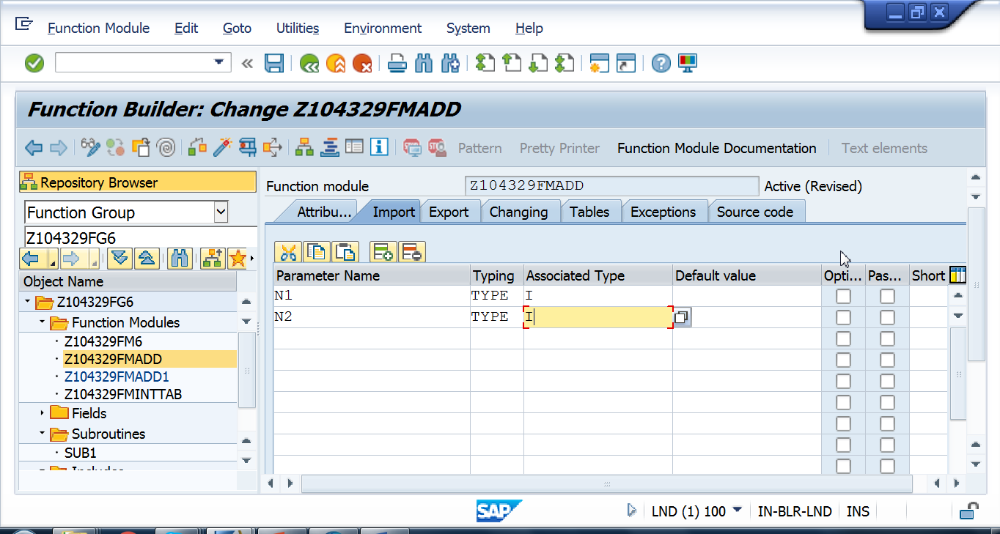 Function Module Edit Goto Utilities Environment System Help
Function Builder: Change Z104329FMADD
Pattern Pretty Printer Function Module Documentation Text elements
Repository Browser
Function module Z104329FMADD Active (Revised)
Function Group
Attribu... Import Export Changing Tables Exceptions Source code
Z104329FG6
Object Name
Parameter Name Typing Associated Type Default value Opti... Pas... Short
N1 TYPE I
N2 TYPE I
Z104329FG6
Function Modules
Z104329FM6
Z104329FMADD
Z104329FMADD1
Z104329FMINTTAB
Fields
Subroutines
SUB1
Includes
SAP
LND (1) 100 IN-BLR-LND INS